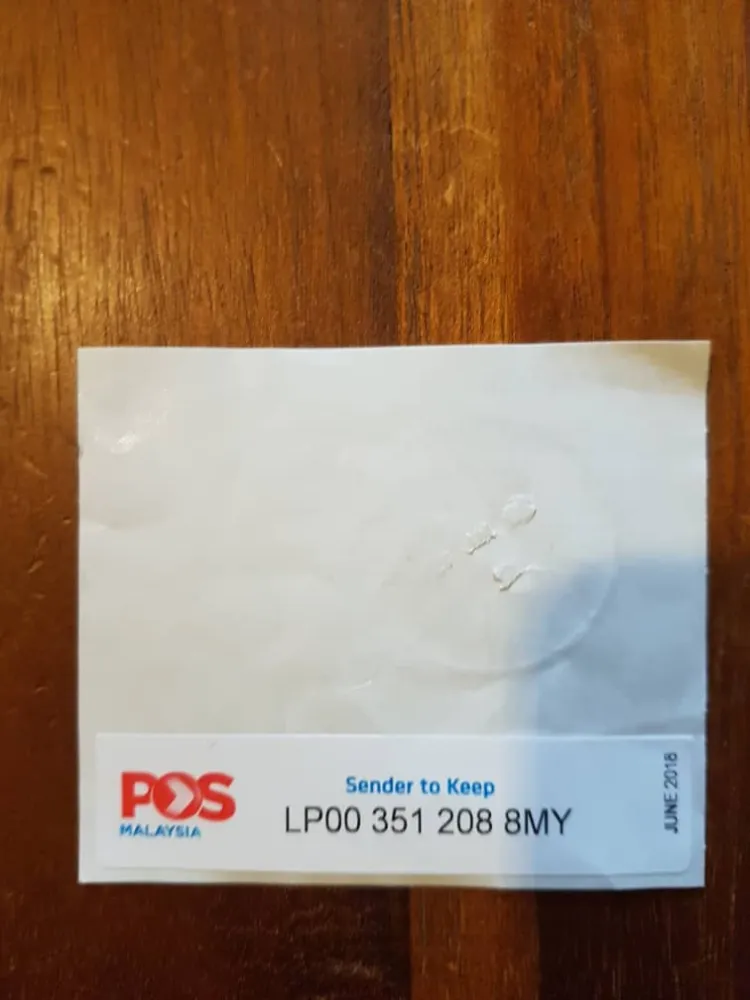 POS
MALAYSIA
Sender to Keep
LP00 351 208 8MY
JUNE 2018